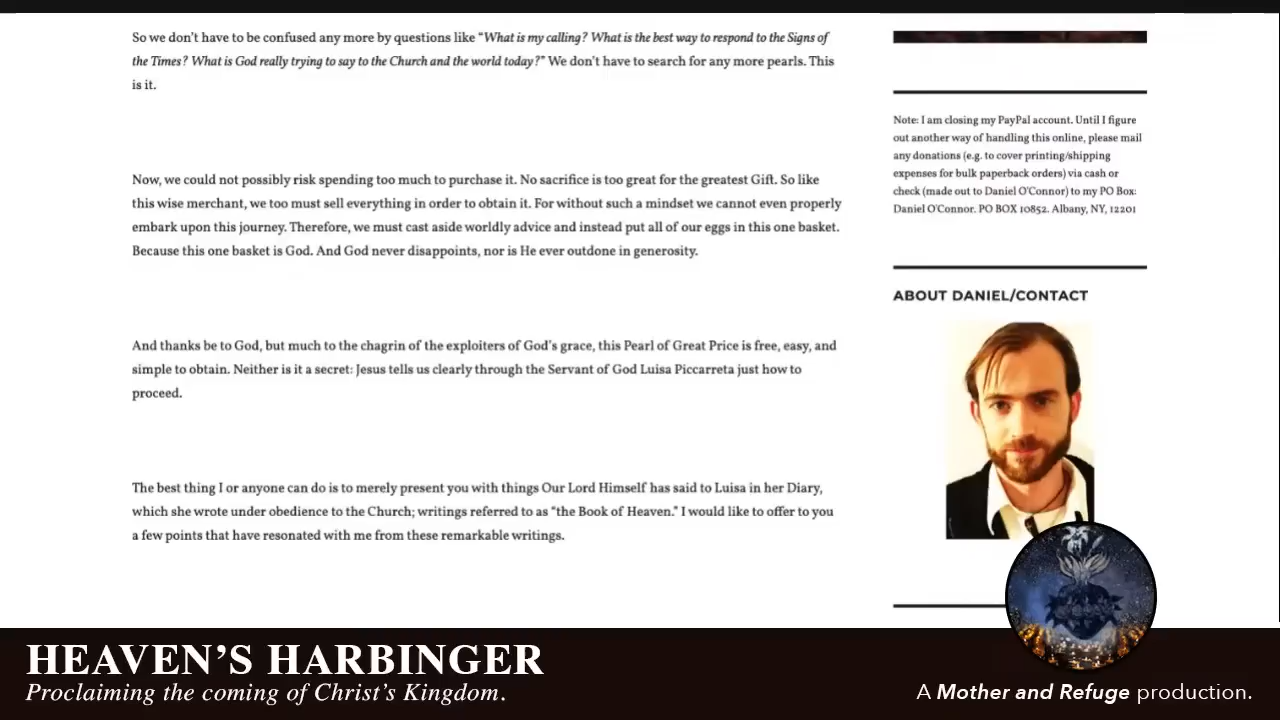 So we don't have to be confused any more by questions like “What is my calling? What is the best way to respond to the Signs of
the Times? What is God really trying to say to the Church and the world today?” We don't have to search for any more pearls. This
is it.
Now, we could not possibly risk spending too much to purchase it. No sacrifice is too great for the greatest Gift. So like
this wise merchant, we too must sell everything in order to obtain it. For without such a mindset we cannot even properly
embark upon this journey. Therefore, we must cast aside worldly advice and instead put all of our eggs in this one basket.
Because this one basket is God. And God never disappoints, nor is He ever outdone in generosity.
And thanks be to God, but much to the chagrin of the exploiters of God's grace, this Pearl of Great Price is free, easy, and
simple to obtain. Neither is it a secret: Jesus tells us clearly through the Servant of God Luisa Piccarreta just how to
proceed.
The best thing I or anyone can do is to merely present you with things Our Lord Himself has said to Luisa in her Diary,
which she wrote under obedience to the Church; writings referred to as “the Book of Heaven.” I would like to offer to you
a few points that have resonated with me from these remarkable writings.
Note: I am closing my PayPal account. Until I figure
out another way of handling this online, please mail
any donations (e.g. to cover printing/shipping
expenses for bulk paperback orders) via cash or
check (made out to Daniel O'Connor) to my PO Box:
Daniel O'Connor. PO BOX 10852. Albany, NY, 12201
ABOUT DANIEL/CONTACT
HEAVEN'S HARBINGER
Proclaiming the coming of Christ's Kingdom.
A Mother and Refuge production.